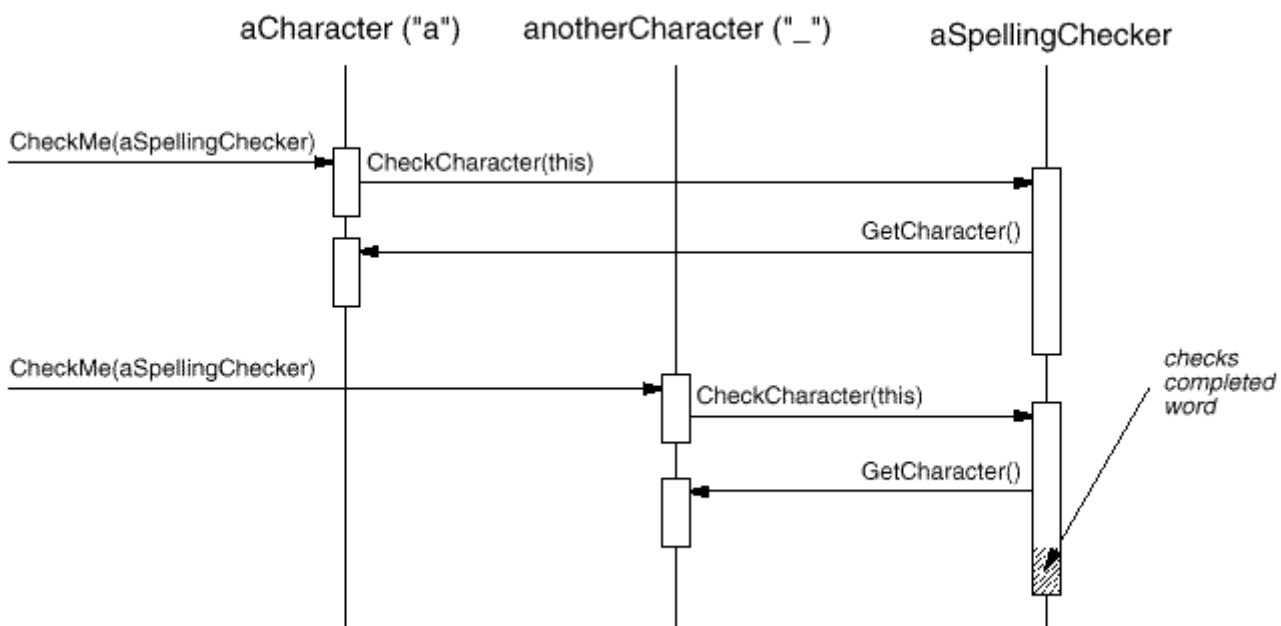 aCharacter ("a")
anotherCharacter ("_")
aSpellingChecker
CheckMe(aSpellingChecker)
CheckCharacter(this)
GetCharacter()
CheckMe(aSpellingChecker)
CheckCharacter(this)
GetCharacter()
checks
completed
word